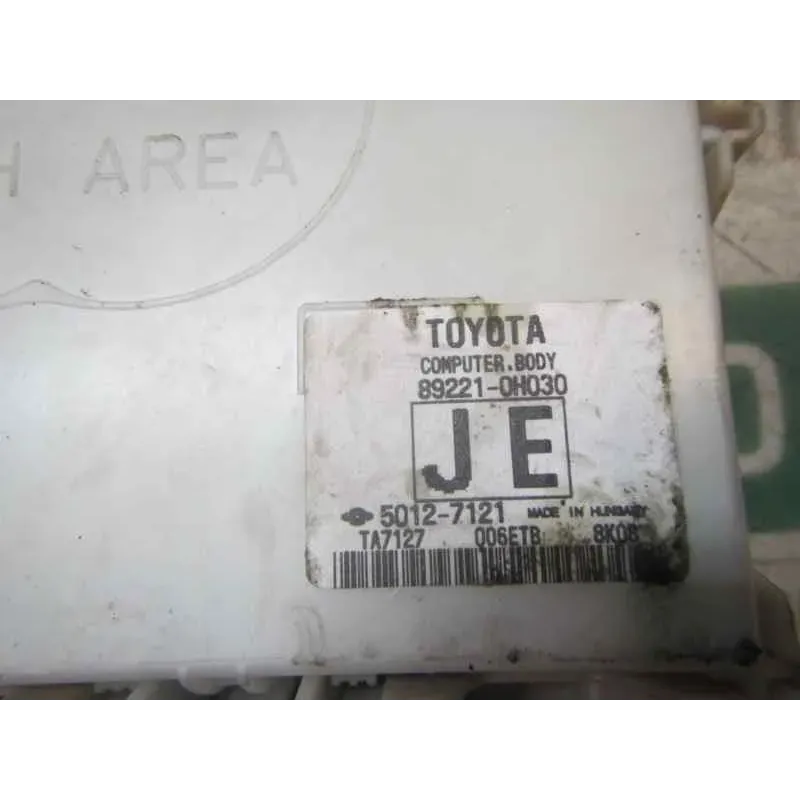 H AREA
TOYOTA
COMPUTER.BODY
89221-0H030
JE
5012-7121 MADE IN HUNGARY
TA7127 006ETB 8K08